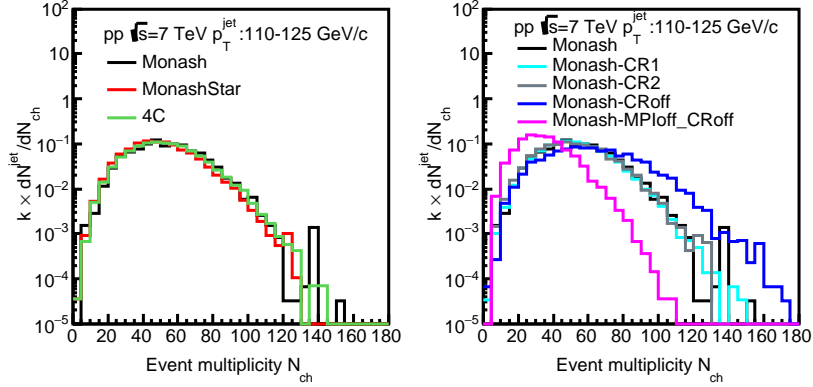 pp √s=7 TeV p_T^jet :110-125 GeV/c
Monash
MonashStar
4C
k × dN^jet/dN_ch
10²
10
1
10⁻¹
10⁻²
10⁻³
10⁻⁴
10⁻⁵
0 20 40 60 80 100 120 140 160 180
Event multiplicity N_ch
pp √s=7 TeV p_T^jet :110-125 GeV/c
Monash
Monash-CR1
Monash-CR2
Monash-CRoff
Monash-MPIoff_CRoff
k × dN^jet/dN_ch
10²
10
1
10⁻¹
10⁻²
10⁻³
10⁻⁴
10⁻⁵
0 20 40 60 80 100 120 140 160 180
Event multiplicity N_ch